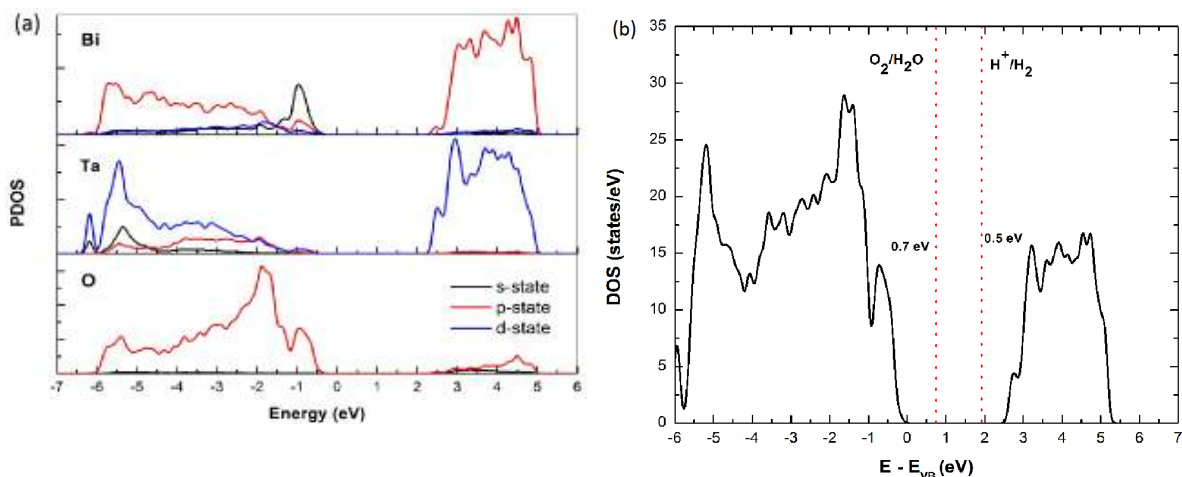 (a)
Bi
Ta
O
s-state
p-state
d-state
PDOS
-7 -6 -5 -4 -3 -2 -1 0 1 2 3 4 5 6
Energy (eV)
(b)
35
30
25
20
15
10
5
0
O₂/H₂O
H⁺/H₂
0.7 eV
0.5 eV
DOS (states/eV)
-6 -5 -4 -3 -2 -1 0 1 2 3 4 5 6 7
E - E_VB (eV)